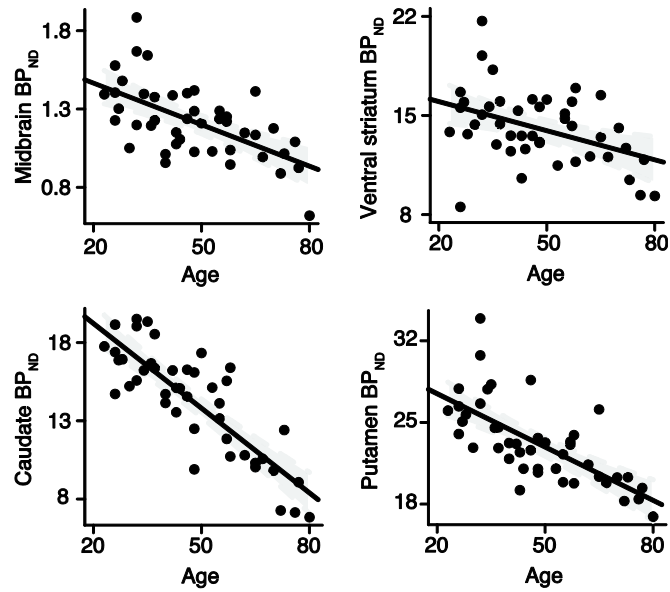 Midbrain BPND
1.8
1.3
0.8
20 50 80
Age
Ventral striatum BPND
22
15
8
20 50 80
Age
Caudate BPND
18
13
8
20 50 80
Age
Putamen BPND
32
25
18
20 50 80
Age